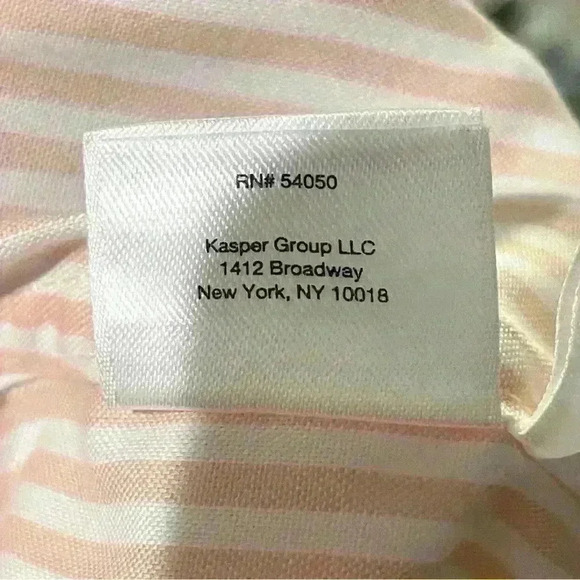 RN# 54050
Kasper Group LLC
1412 Broadway
New York, NY 10018